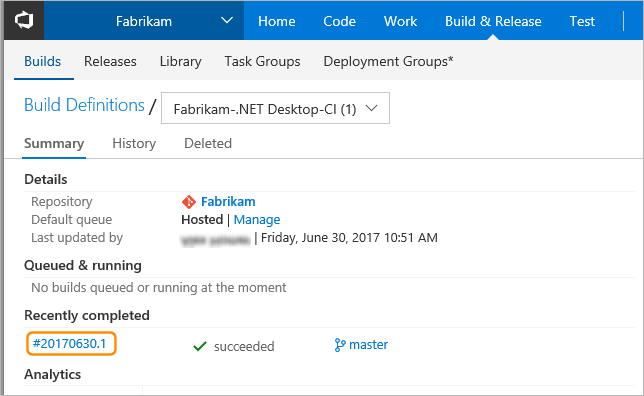 Fabrikam Home Code Work Build & Release Test
Builds Releases Library Task Groups Deployment Groups*
Build Definitions / Fabrikam-.NET Desktop-CI (1)
Summary History Deleted
Details
Repository Fabrikam
Default queue Hosted | Manage
Last updated by | Friday, June 30, 2017 10:51 AM
Queued & running
No builds queued or running at the moment
Recently completed
#20170630.1 succeeded master
Analytics